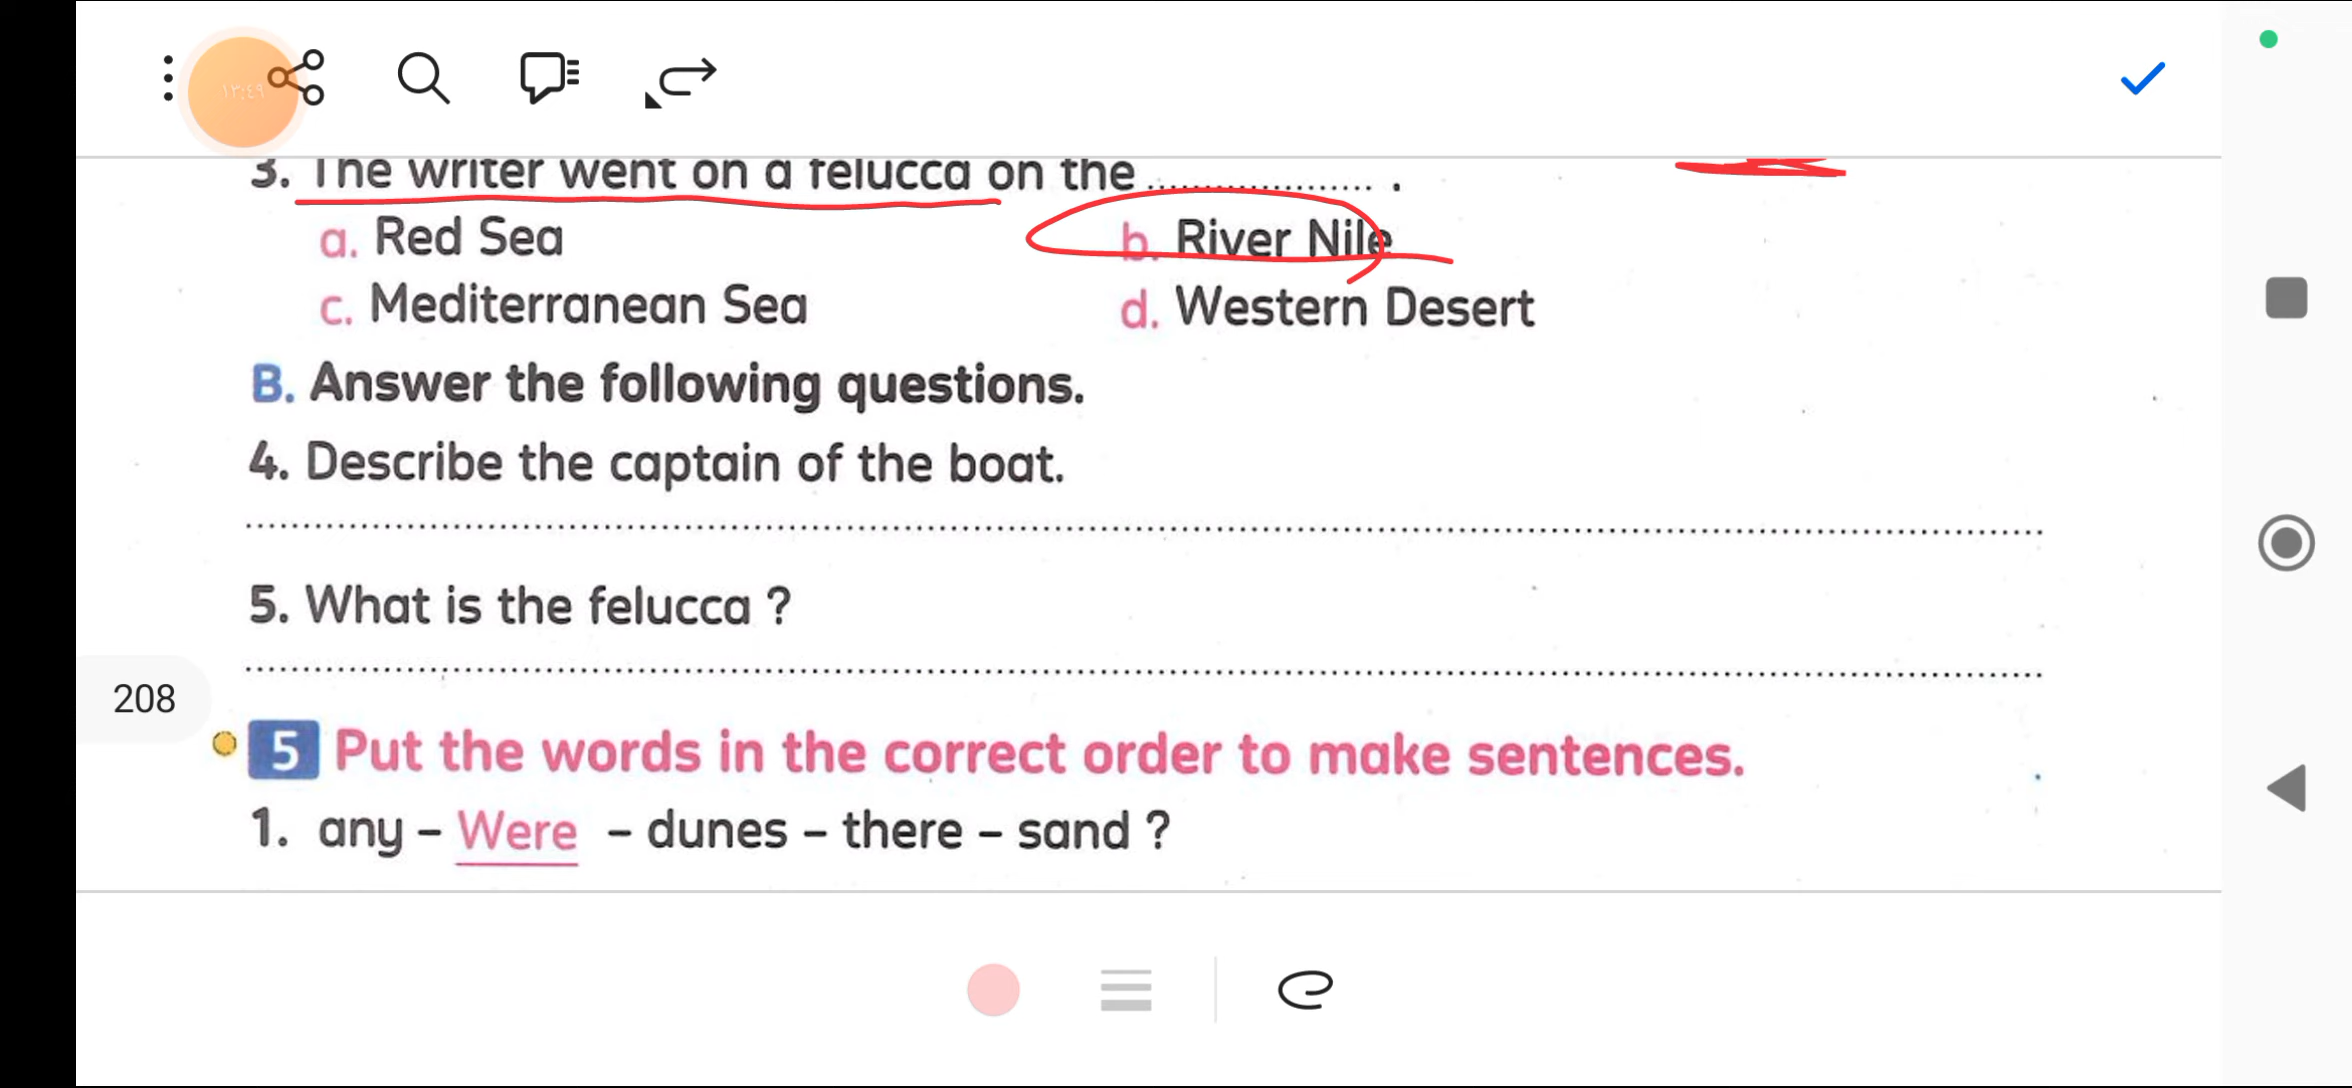 ١٣:٤٩
3. The writer went on a felucca on the .................... .
a. Red Sea
b. River Nile
c. Mediterranean Sea
d. Western Desert
B. Answer the following questions.
4. Describe the captain of the boat.
5. What is the felucca ?
208
5 Put the words in the correct order to make sentences.
1. any – Were – dunes – there – sand ?